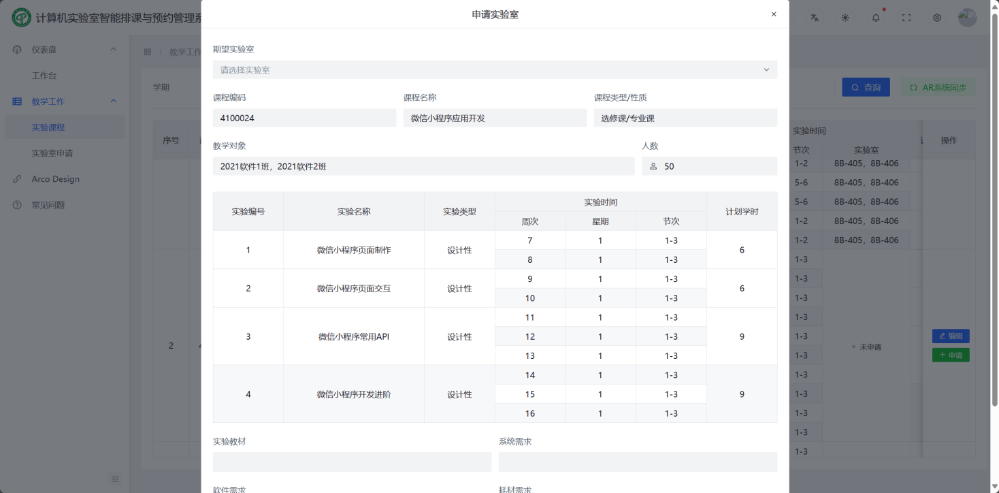 计算机实验室智能排课与预约管理系
仪表盘
工作台
教学工作
实验课程
实验室申请
Arco Design
常见问题
/ 教学工作
学期
查询
AR系统同步
序号
2
申请实验室
期望实验室
请选择实验室
课程编码 课程名称 课程类型/性质
4100024 微信小程序应用开发 选修课/专业课
教学对象 人数
2021软件1班，2021软件2班 50
实验编号 实验名称 实验类型 实验时间 计划学时
周次 星期 节次
1 微信小程序页面制作 设计性 7 1 1-3 6
8 1 1-3
2 微信小程序页面交互 设计性 9 1 1-3 6
10 1 1-3
3 微信小程序常用API 设计性 11 1 1-3 9
12 1 1-3
13 1 1-3
4 微信小程序开发进阶 设计性 14 1 1-3 9
15 1 1-3
16 1 1-3
实验教材 系统需求
软件需求 耗材需求
实验时间 操作
节次 实验室
1-2 8B-405，8B-406
5-6 8B-405，8B-406
5-6 8B-405，8B-406
1-2 8B-405，8B-406
1-2 8B-405，8B-406
1-3
1-3
1-3
1-3
1-3
未申请
编辑
1-3
申请
1-3
1-3
1-3
1-3
1-3